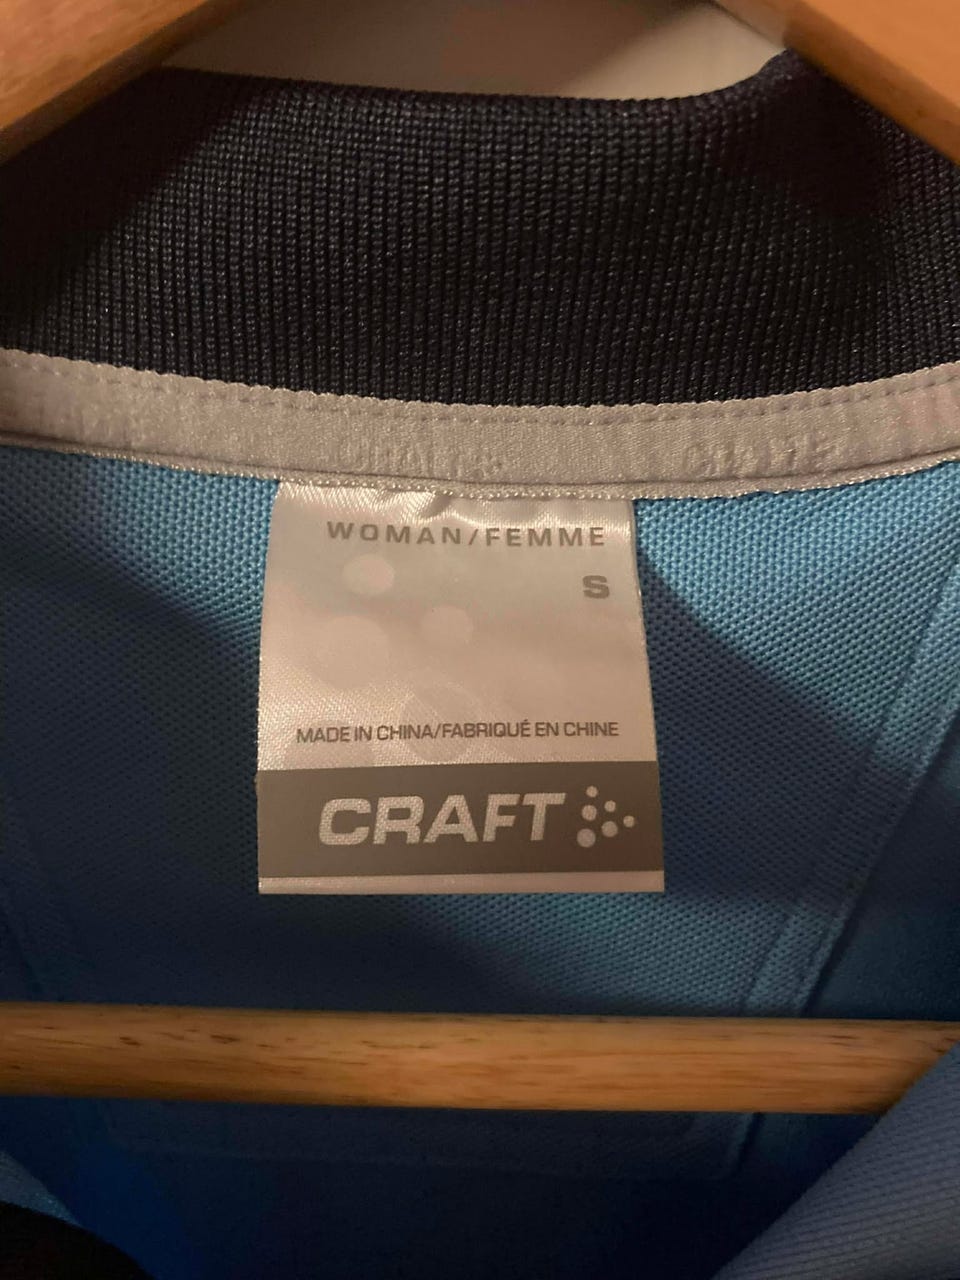 WOMAN/FEMME
S
MADE IN CHINA/FABRIQUÉ EN CHINE
CRAFT